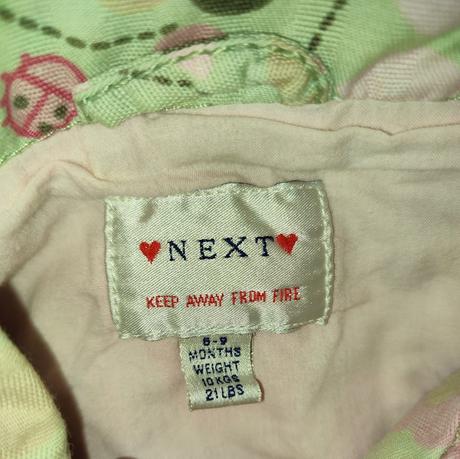 ♥NEXT♥
KEEP AWAY FROM FIRE
6-9
MONTHS
WEIGHT
10KGS
21LBS